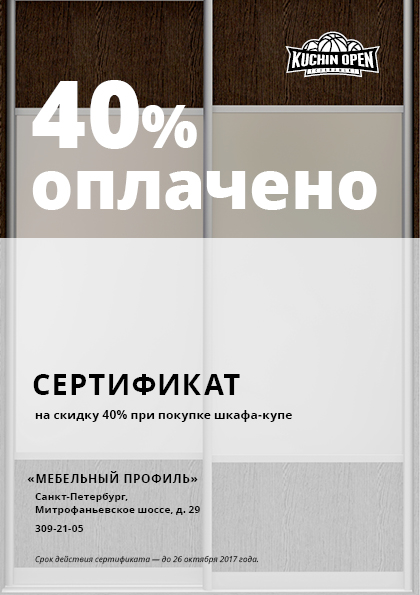 KUCHIN OPEN
TOURNAMENT
40%
оплачено
СЕРТИФИКАТ
на скидку 40% при покупке шкафа-купе
«МЕБЕЛЬНЫЙ ПРОФИЛЬ»
Санкт-Петербург,
Митрофаньевское шоссе, д. 29
309-21-05
Срок действия сертификата — до 26 октября 2017 года.